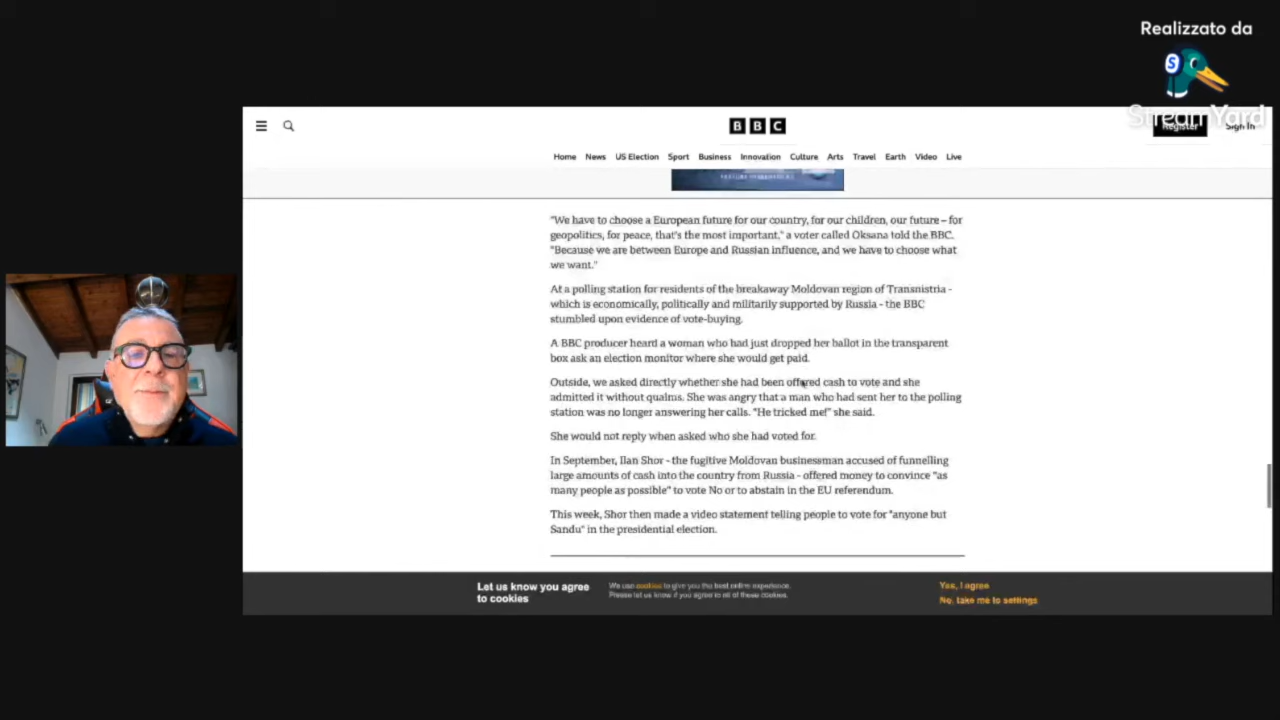 Realizzato da
S
StreamYard
BBC
Register
Sign In
Home News US Election Sport Business Innovation Culture Arts Travel Earth Video Live
"We have to choose a European future for our country, for our children, our future – for
geopolitics, for peace, that's the most important," a voter called Oksana told the BBC.
"Because we are between Europe and Russian influence, and we have to choose what
we want."
At a polling station for residents of the breakaway Moldovan region of Transnistria -
which is economically, politically and militarily supported by Russia - the BBC
stumbled upon evidence of vote-buying.
A BBC producer heard a woman who had just dropped her ballot in the transparent
box ask an election monitor where she would get paid.
Outside, we asked directly whether she had been offered cash to vote and she
admitted it without qualms. She was angry that a man who had sent her to the polling
station was no longer answering her calls. "He tricked me!" she said.
She would not reply when asked who she had voted for.
In September, Ilan Shor - the fugitive Moldovan businessman accused of funnelling
large amounts of cash into the country from Russia - offered money to convince "as
many people as possible" to vote No or to abstain in the EU referendum.
This week, Shor then made a video statement telling people to vote for "anyone but
Sandu" in the presidential election.
Let us know you agree
to cookies
We use cookies to give you the best online experience.
Please let us know if you agree to all of these cookies.
Yes, I agree
No, take me to settings